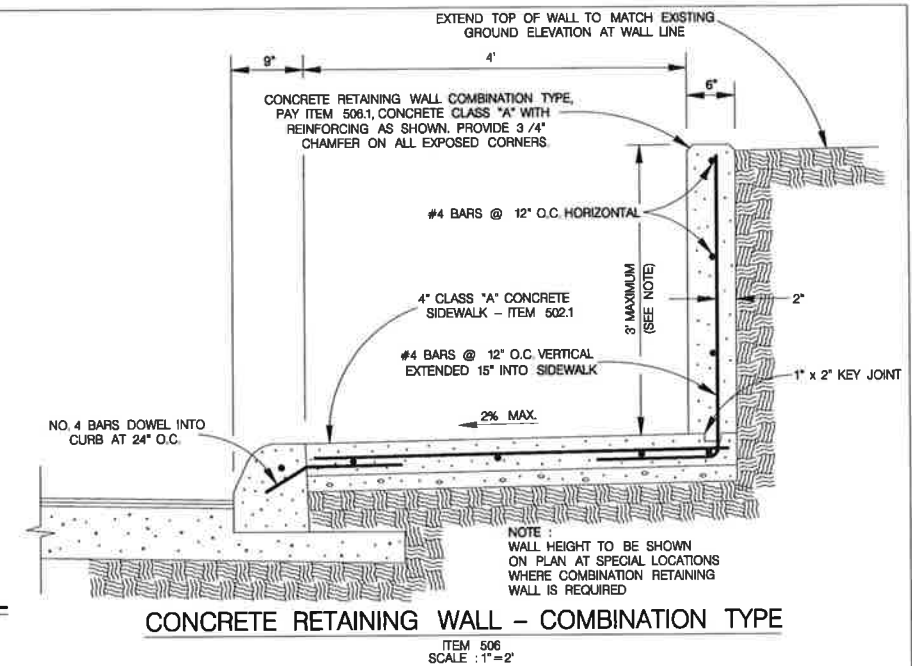 EXTEND TOP OF WALL TO MATCH EXISTING
GROUND ELEVATION AT WALL LINE
9"
4'
6"
CONCRETE RETAINING WALL COMBINATION TYPE,
PAY ITEM 506.1, CONCRETE CLASS "A" WITH
REINFORCING AS SHOWN. PROVIDE 3/4"
CHAMFER ON ALL EXPOSED CORNERS.
#4 BARS @ 12" O.C. HORIZONTAL
3' MAXIMUM
(SEE NOTE)
2"
4" CLASS "A" CONCRETE
SIDEWALK - ITEM 502.1
#4 BARS @ 12" O.C. VERTICAL
EXTENDED 15" INTO SIDEWALK
1" x 2" KEY JOINT
2% MAX.
NO. 4 BARS DOWEL INTO
CURB AT 24" O.C.
NOTE :
WALL HEIGHT TO BE SHOWN
ON PLAN AT SPECIAL LOCATIONS
WHERE COMBINATION RETAINING
WALL IS REQUIRED
CONCRETE RETAINING WALL - COMBINATION TYPE
ITEM 506
SCALE : 1"=2'